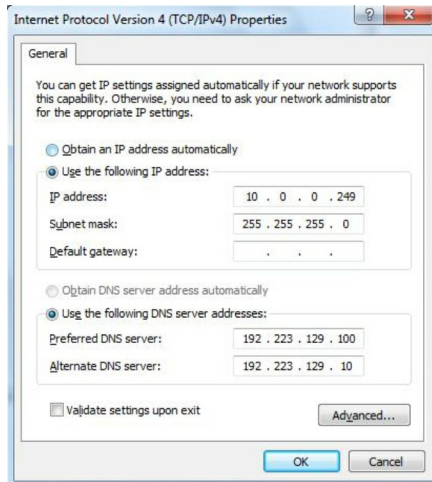 Internet Protocol Version 4 (TCP/IPv4) Properties
General
You can get IP settings assigned automatically if your network supports
this capability. Otherwise, you need to ask your network administrator
for the appropriate IP settings.
Obtain an IP address automatically
Use the following IP address:
IP address: 10 . 0 . 0 . 249
Subnet mask: 255 . 255 . 255 . 0
Default gateway: . . .
Obtain DNS server address automatically
Use the following DNS server addresses:
Preferred DNS server: 192 . 223 . 129 . 100
Alternate DNS server: 192 . 223 . 129 . 10
Validate settings upon exit
Advanced...
OK Cancel